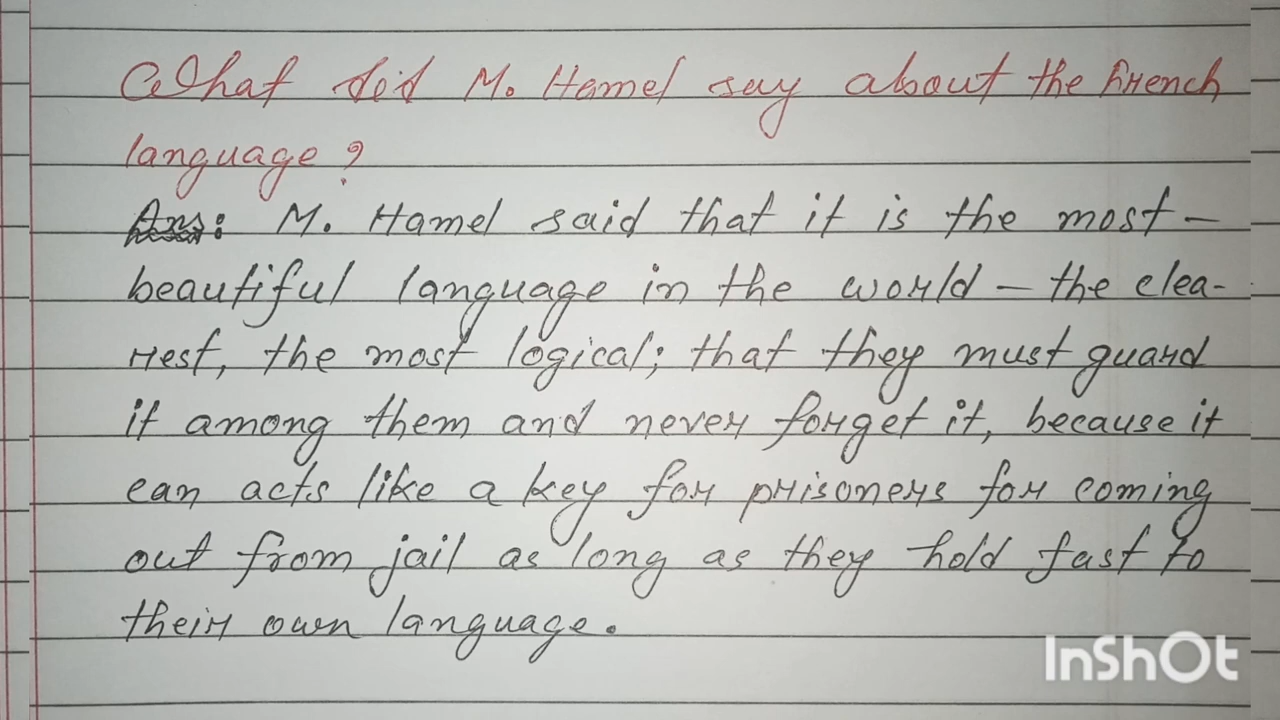 What did M. Hamel say about the French
language?
Ans: M. Hamel said that it is the most-
beautiful language in the world - the clea-
rest, the most logical; that they must guard
it among them and never forget it, because it
can acts like a key for prisoners for coming
out from jail as long as they hold fast to
their own language.
InShOt